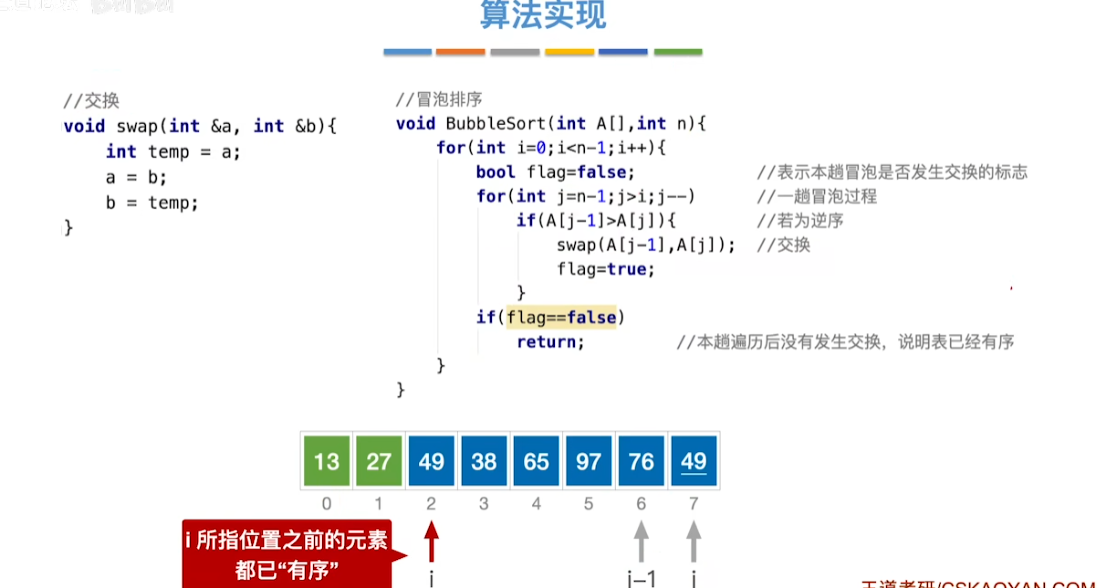 算法实现
//交换
void swap(int &a, int &b){
int temp = a;
a = b;
b = temp;
}
//冒泡排序
void BubbleSort(int A[],int n){
for(int i=0;i<n-1;i++){
bool flag=false; //表示本趟冒泡是否发生交换的标志
for(int j=n-1;j>i;j--) //一趟冒泡过程
if(A[j-1]>A[j]){ //若为逆序
swap(A[j-1],A[j]); //交换
flag=true;
}
if(flag==false)
return; //本趟遍历后没有发生交换，说明表已经有序
}
}
13 27 49 38 65 97 76 49
0 1 2 3 4 5 6 7
i 所指位置之前的元素
都已“有序”
i j-1 j
王道考研/CSKAOYAN.COM